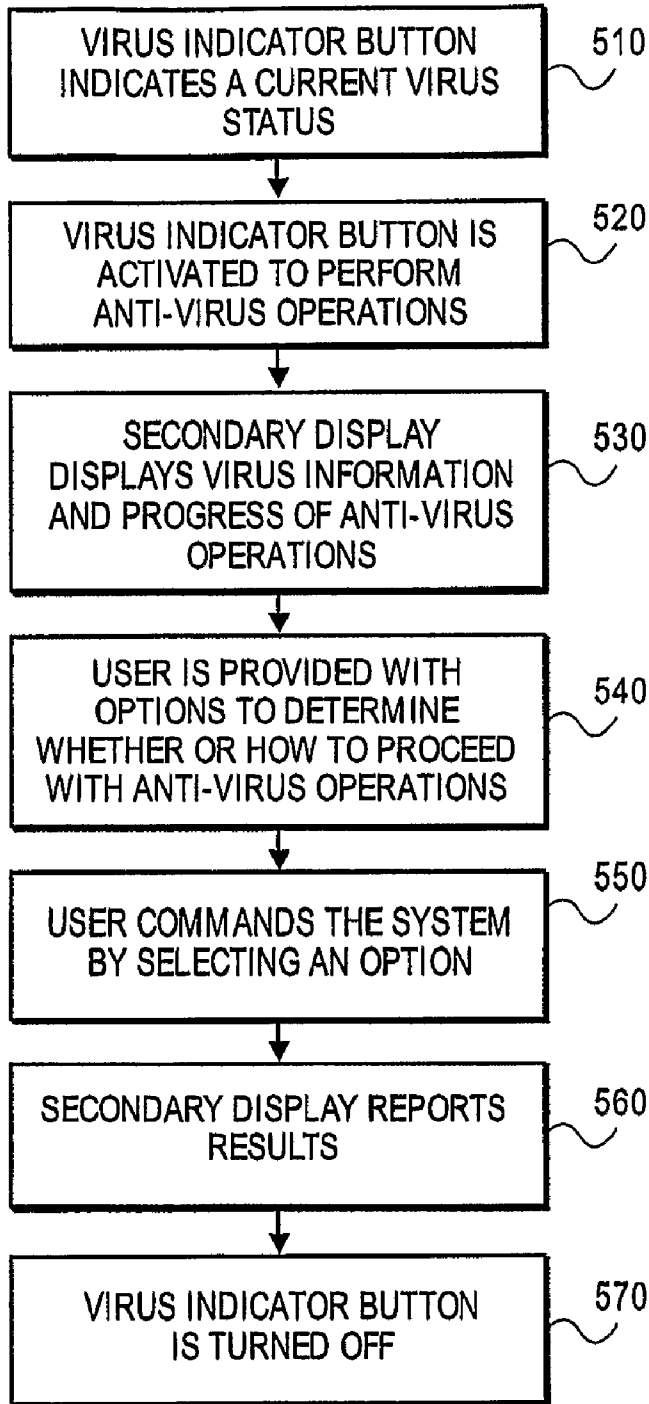 VIRUS INDICATOR BUTTON
INDICATES A CURRENT VIRUS
STATUS
510
VIRUS INDICATOR BUTTON IS
ACTIVATED TO PERFORM
ANTI-VIRUS OPERATIONS
520
SECONDARY DISPLAY
DISPLAYS VIRUS INFORMATION
AND PROGRESS OF ANTI-VIRUS
OPERATIONS
530
USER IS PROVIDED WITH
OPTIONS TO DETERMINE
WHETHER OR HOW TO PROCEED
WITH ANTI-VIRUS OPERATIONS
540
USER COMMANDS THE SYSTEM
BY SELECTING AN OPTION
550
SECONDARY DISPLAY REPORTS
RESULTS
560
VIRUS INDICATOR BUTTON
IS TURNED OFF
570